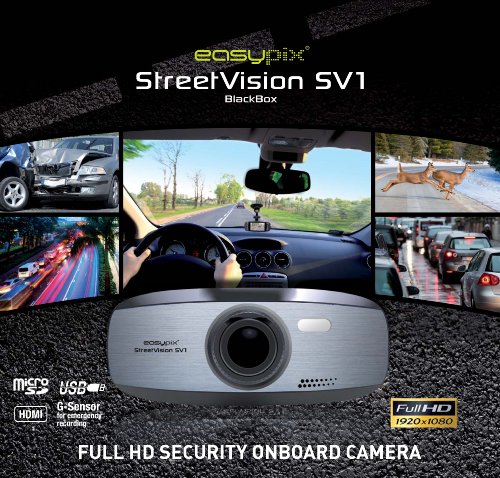 easypix®
StreetVision SV1
BlackBox
easypix®
StreetVision SV1
micro SD
USB
HDMI
G-Sensor
for emergency
recording
Full HD
1920x1080
FULL HD SECURITY ONBOARD CAMERA